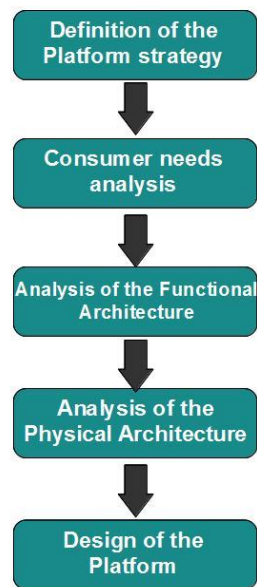 Definition of the
Platform strategy
Consumer needs
analysis
Analysis of the Functional
Architecture
Analysis of the
Physical Architecture
Design of the
Platform